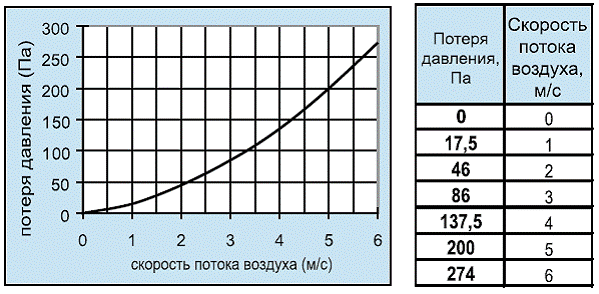 потеря давления (Па)
300
250
200
150
100
50
0
0 1 2 3 4 5 6
скорость потока воздуха (м/с)
Потеря
давления,
Па
Скорость
потока
воздуха,
м/с
0 0
17,5 1
46 2
86 3
137,5 4
200 5
274 6